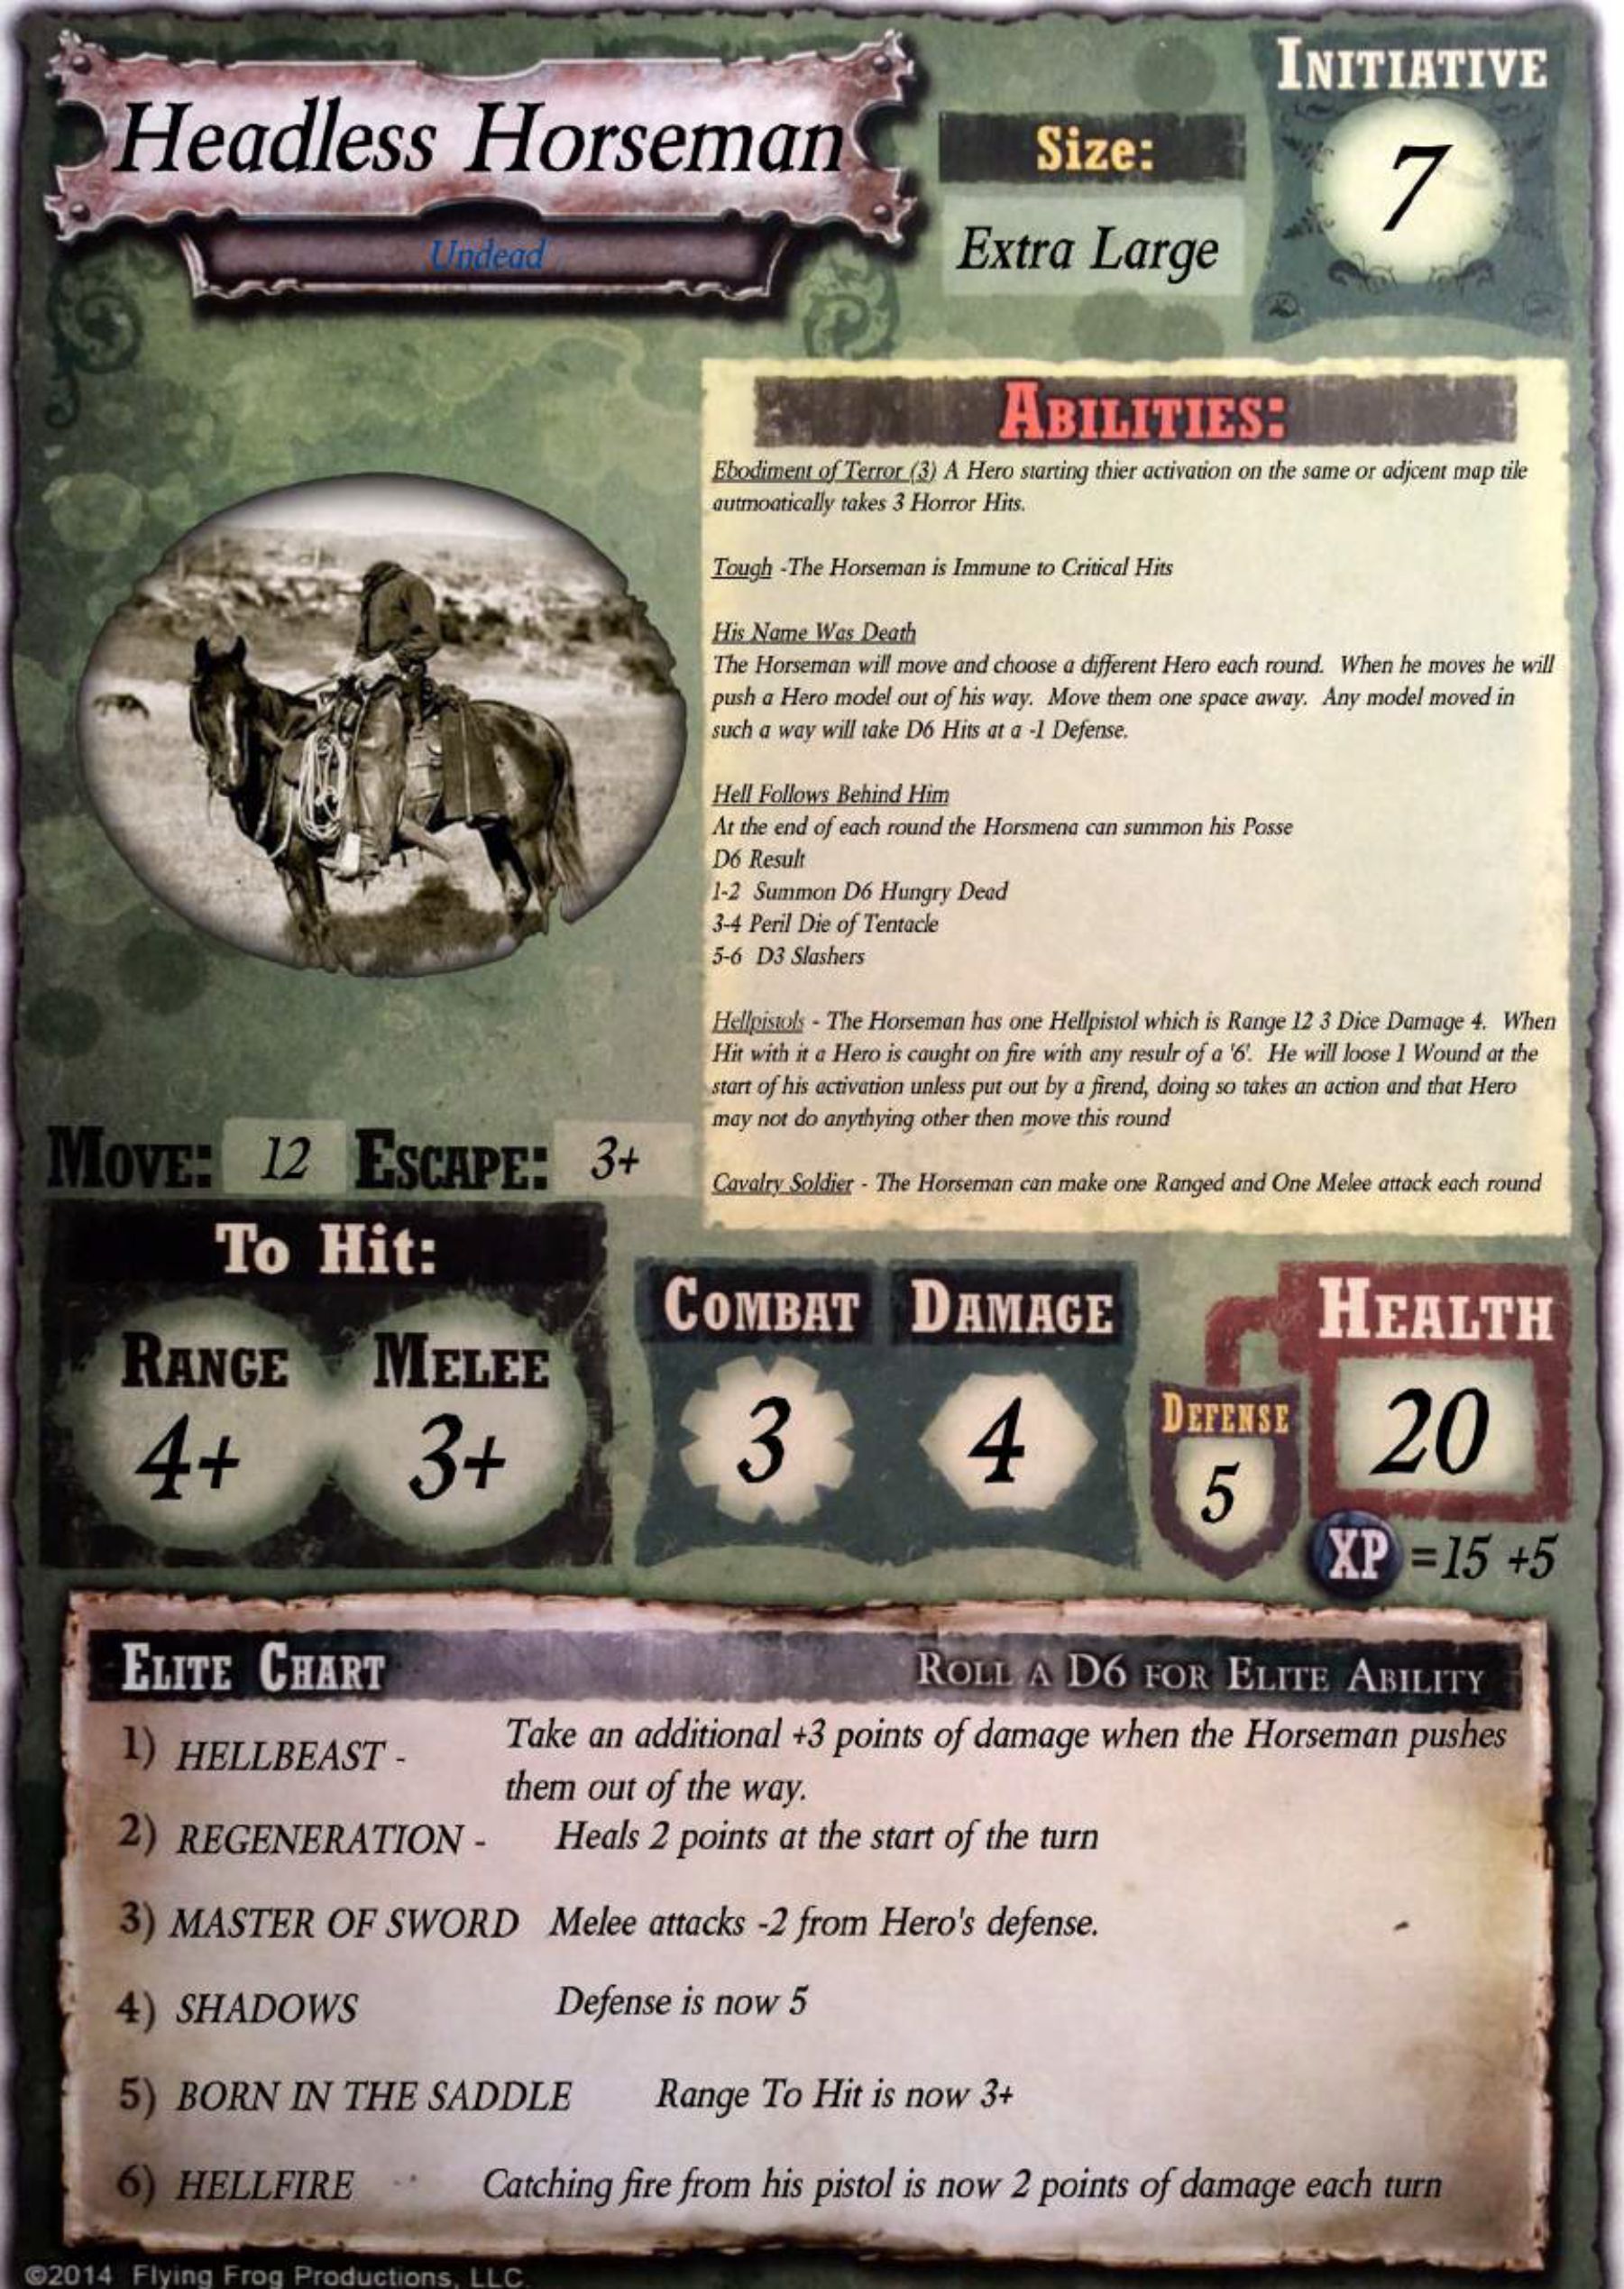 Headless Horseman
Undead
Size:
Extra Large
INITIATIVE
7
ABILITIES:
Ebodiment of Terror (3) A Hero starting thier activation on the same or adjcent map tile
autmoatically takes 3 Horror Hits.
Tough -The Horseman is Immune to Critical Hits
His Name Was Death
The Horseman will move and choose a different Hero each round. When he moves he will
push a Hero model out of his way. Move them one space away. Any model moved in
such a way will take D6 Hits at a -1 Defense.
Hell Follows Behind Him
At the end of each round the Horsmena can summon his Posse
D6 Result
1-2 Summon D6 Hungry Dead
3-4 Peril Die of Tentacle
5-6 D3 Slashers
Hellpistols - The Horseman has one Hellpistol which is Range 12 3 Dice Damage 4. When
Hit with it a Hero is caught on fire with any resulr of a '6'. He will loose 1 Wound at the
start of his activation unless put out by a firend, doing so takes an action and that Hero
may not do anythying other then move this round
Cavalry Soldier - The Horseman can make one Ranged and One Melee attack each round
MOVE: 12 ESCAPE: 3+
To Hit:
RANGE MELEE
4+ 3+
COMBAT DAMAGE
3 4
DEFENSE
5
HEALTH
20
XP =15 +5
ELITE CHART ROLL A D6 FOR ELITE ABILITY
1) HELLBEAST - Take an additional +3 points of damage when the Horseman pushes
them out of the way.
2) REGENERATION - Heals 2 points at the start of the turn
3) MASTER OF SWORD Melee attacks -2 from Hero's defense.
4) SHADOWS Defense is now 5
5) BORN IN THE SADDLE Range To Hit is now 3+
6) HELLFIRE Catching fire from his pistol is now 2 points of damage each turn
©2014 Flying Frog Productions, LLC.